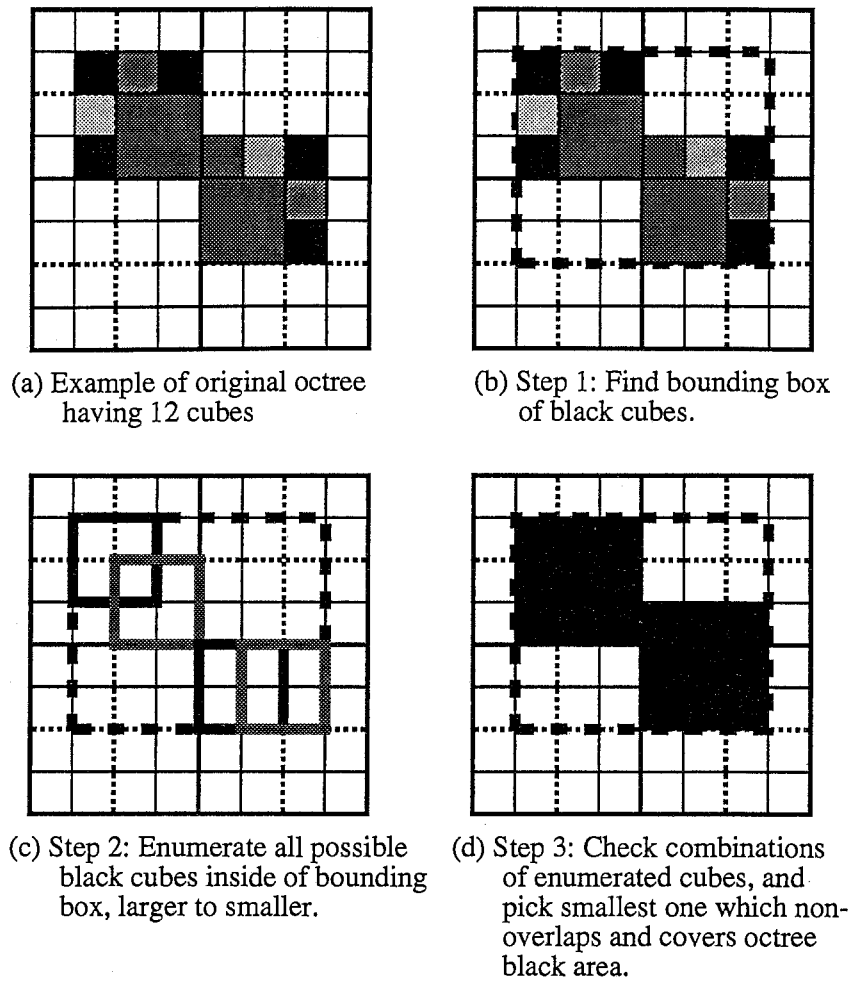 (a) Example of original octree
having 12 cubes
(b) Step 1: Find bounding box
of black cubes.
(c) Step 2: Enumerate all possible
black cubes inside of bounding
box, larger to smaller.
(d) Step 3: Check combinations
of enumerated cubes, and
pick smallest one which non-
overlaps and covers octree
black area.